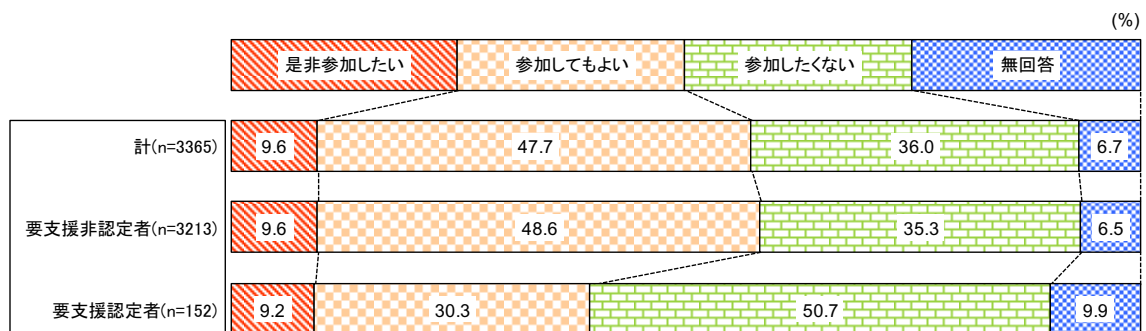 (%)
是非参加したい 参加してもよい 参加したくない 無回答
計(n=3365) 9.6 47.7 36.0 6.7
要支援非認定者(n=3213) 9.6 48.6 35.3 6.5
要支援認定者(n=152) 9.2 30.3 50.7 9.9